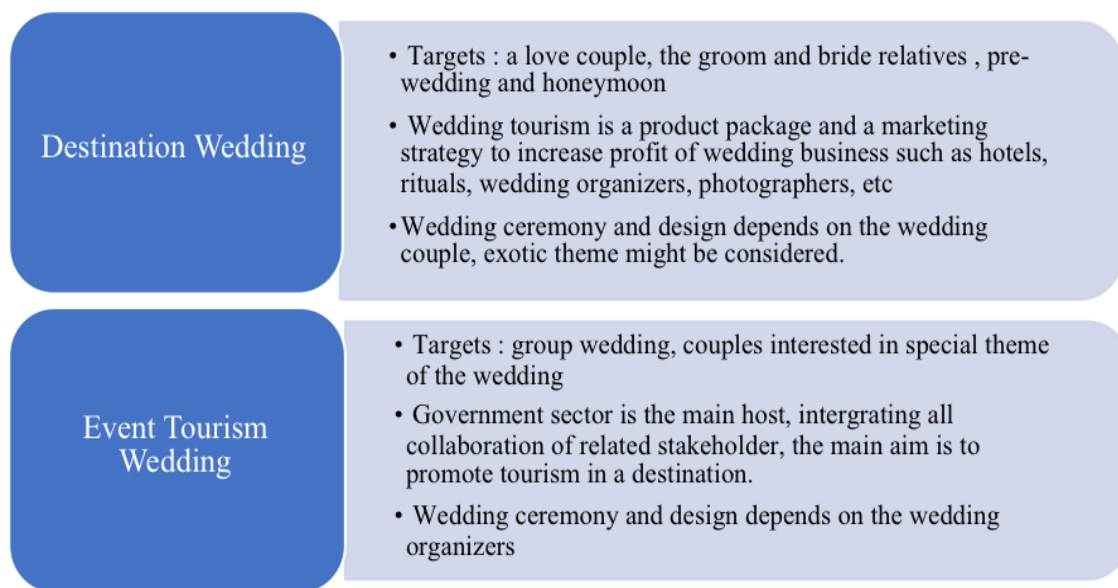 Destination Wedding
• Targets : a love couple, the groom and bride relatives , pre-
wedding and honeymoon
• Wedding tourism is a product package and a marketing
strategy to increase profit of wedding business such as hotels,
rituals, wedding organizers, photographers, etc
•Wedding ceremony and design depends on the wedding
couple, exotic theme might be considered.
Event Tourism
Wedding
• Targets : group wedding, couples interested in special theme
of the wedding
• Government sector is the main host, intergrating all
collaboration of related stakeholder, the main aim is to
promote tourism in a destination.
• Wedding ceremony and design depends on the wedding
organizers